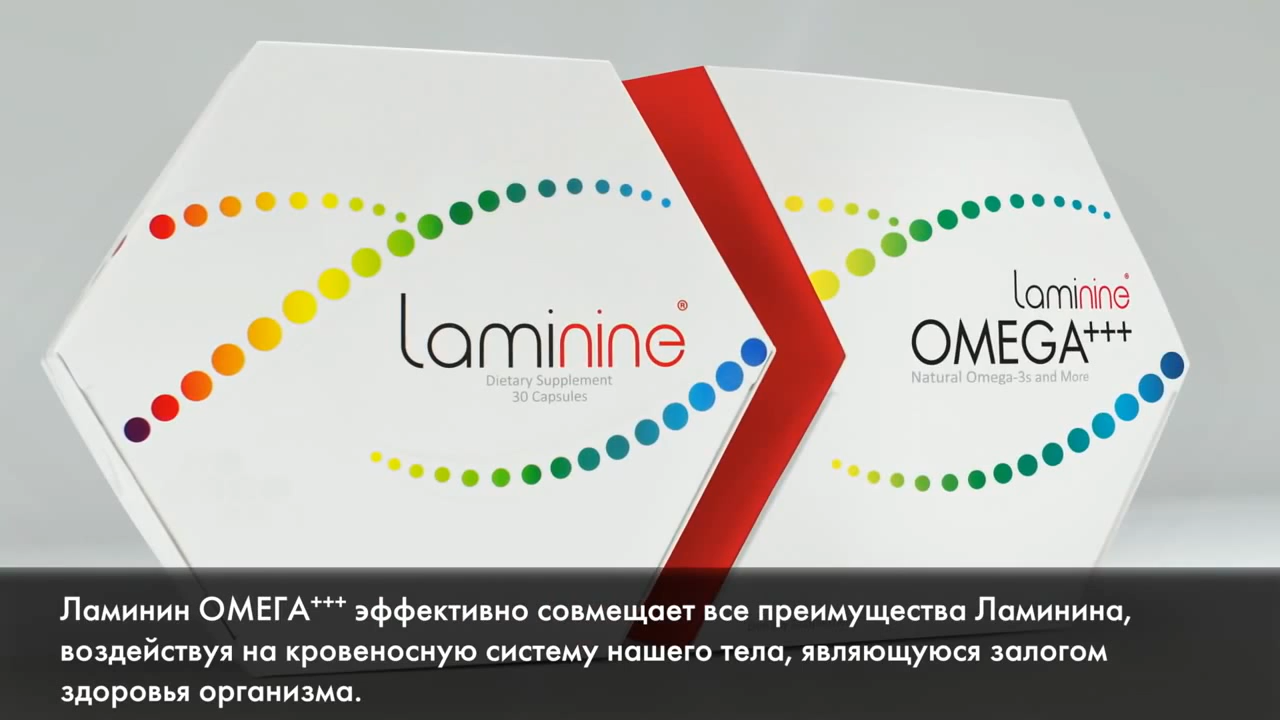 laminine®
Dietary Supplement
30 Capsules
laminine®
OMEGA+++
Natural Omega-3s and More
Ламинин ОМЕГА+++ эффективно совмещает все преимущества Ламинина,
воздействуя на кровеносную систему нашего тела, являющуюся залогом
здоровья организма.